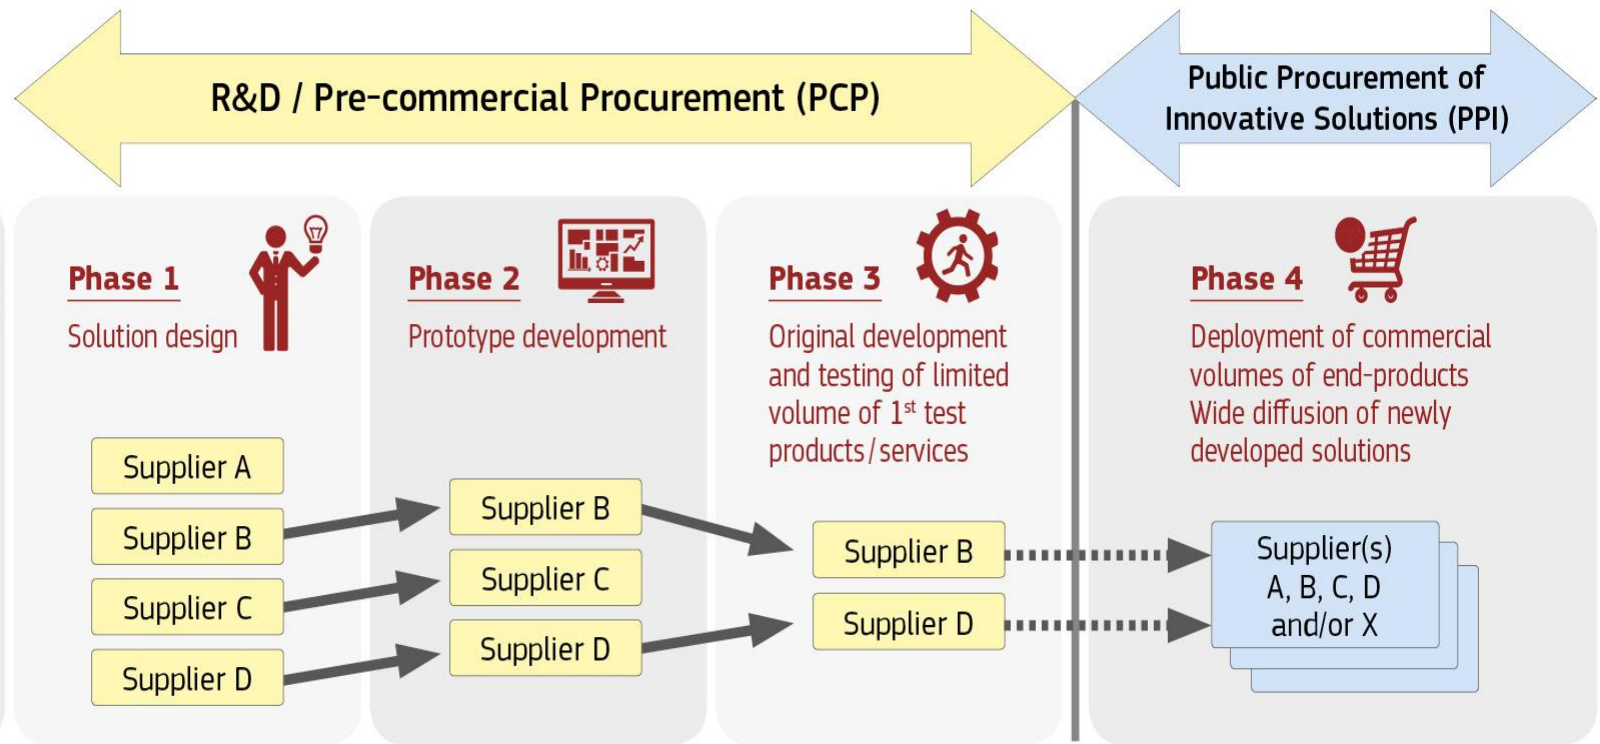 R&D / Pre-commercial Procurement (PCP)
Public Procurement of
Innovative Solutions (PPI)
Phase 1
Solution design
Supplier A
Supplier B
Supplier C
Supplier D
Phase 2
Prototype development
Supplier B
Supplier C
Supplier D
Phase 3
Original development
and testing of limited
volume of 1st test
products/services
Supplier B
Supplier D
Phase 4
Deployment of commercial
volumes of end-products
Wide diffusion of newly
developed solutions
Supplier(s)
A, B, C, D
and/or X